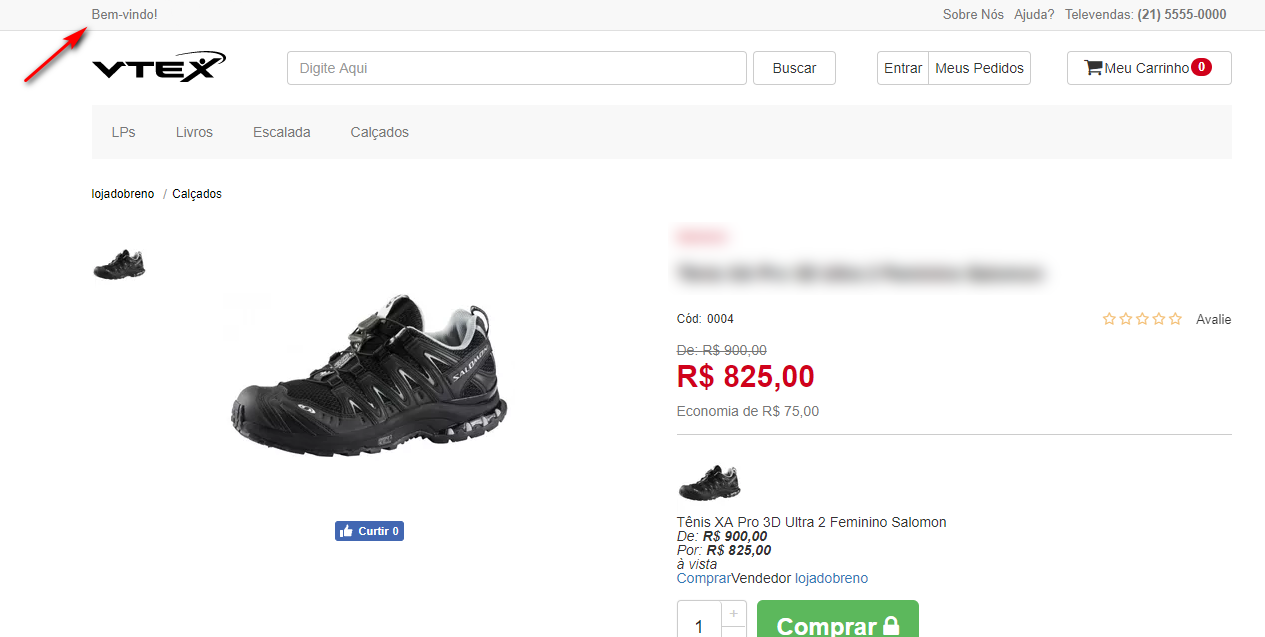 Bem-vindo!
Sobre Nós Ajuda? Televendas: (21) 5555-0000
VTEX
Digite Aqui
Buscar
Entrar Meus Pedidos
Meu Carrinho 0
LPs Livros Escalada Calçados
lojadobreno / Calçados
Cód: 0004
Avalie
De: R$ 900,00
R$ 825,00
Economia de R$ 75,00
SALOMON
Curtir 0
Tênis XA Pro 3D Ultra 2 Feminino Salomon
De: R$ 900,00
Por: R$ 825,00
à vista
ComprarVendedor lojadobreno
1 +
Comprar